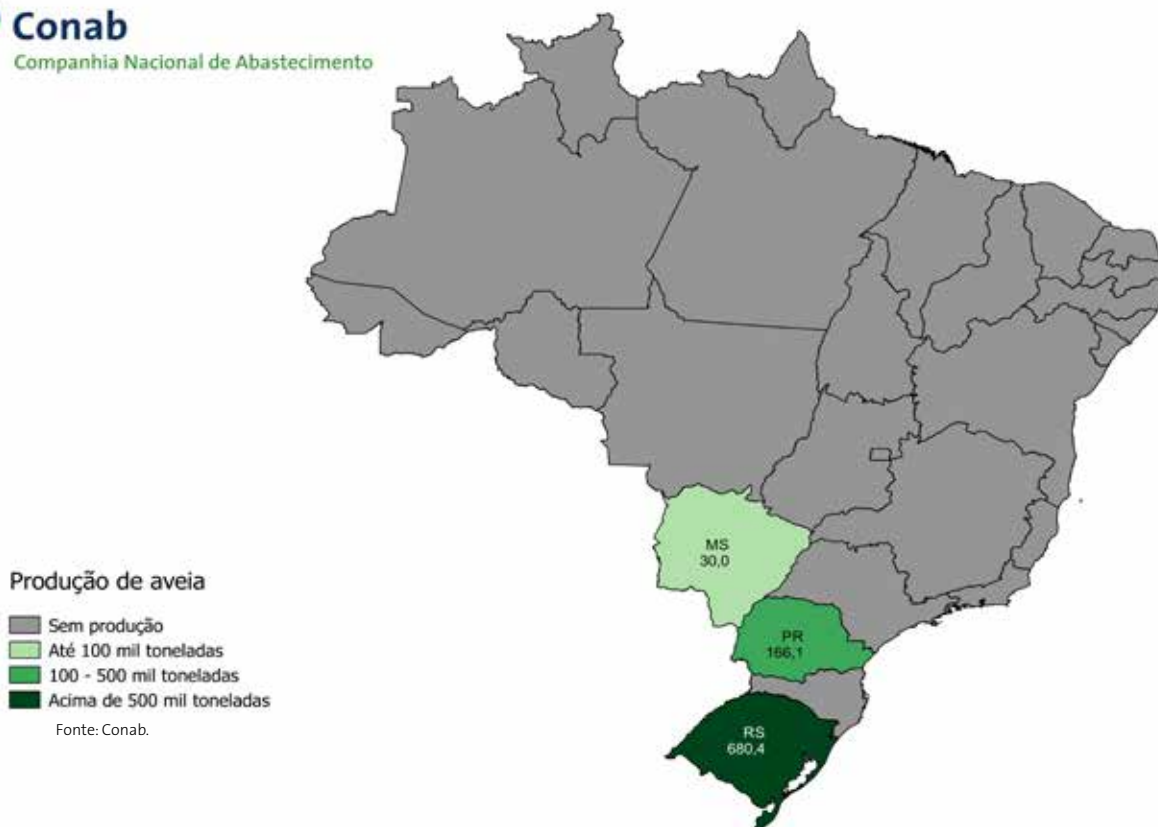 Conab
Companhia Nacional de Abastecimento
MS
30,0
PR
166,1
RS
680,4
Produção de aveia
Sem produção
Até 100 mil toneladas
100 - 500 mil toneladas
Acima de 500 mil toneladas
Fonte: Conab.